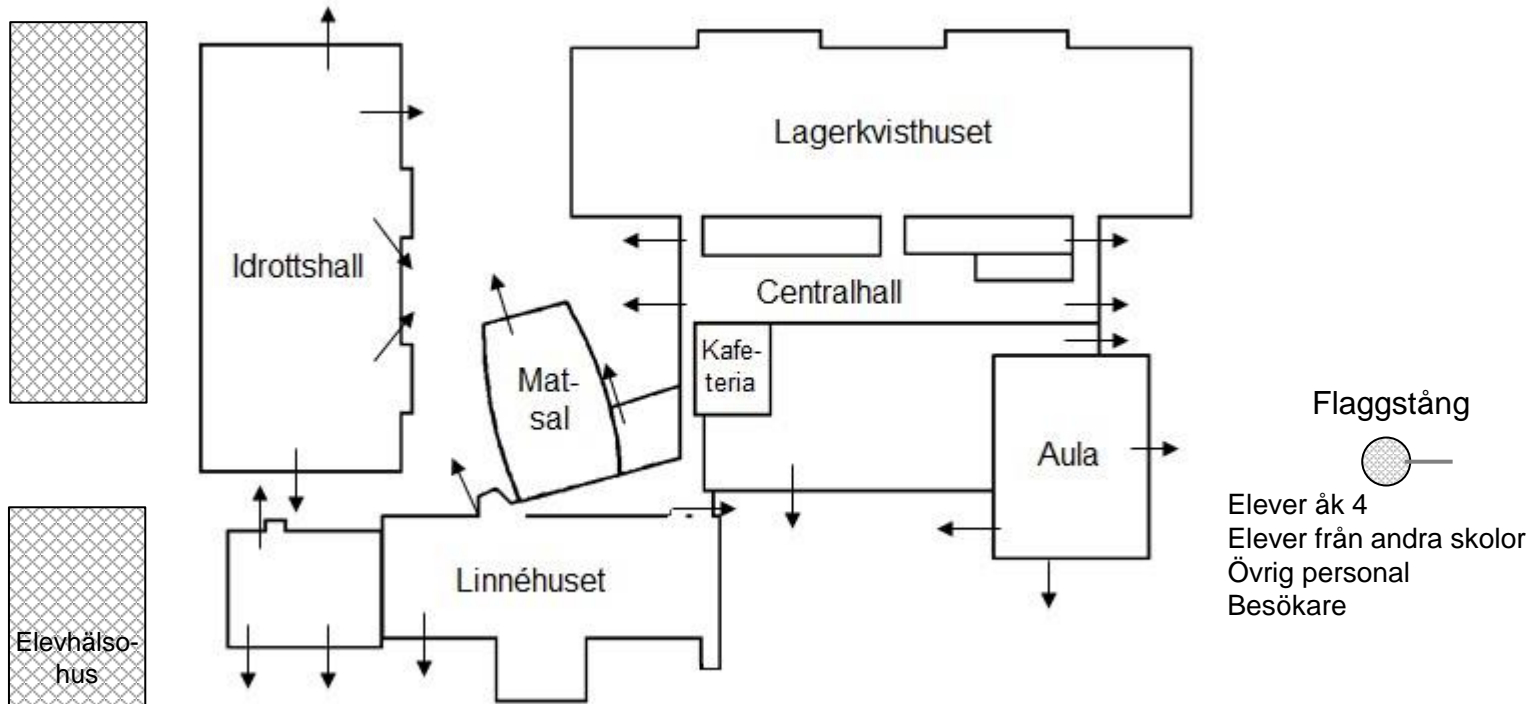 Lagerkvisthuset
Idrottshall
Centralhall
Kafe-
teria
Mat-
sal
Aula
Flaggstång
Elever åk 4
Elever från andra skolor
Övrig personal
Besökare
Linnéhuset
Elevhälso-
hus